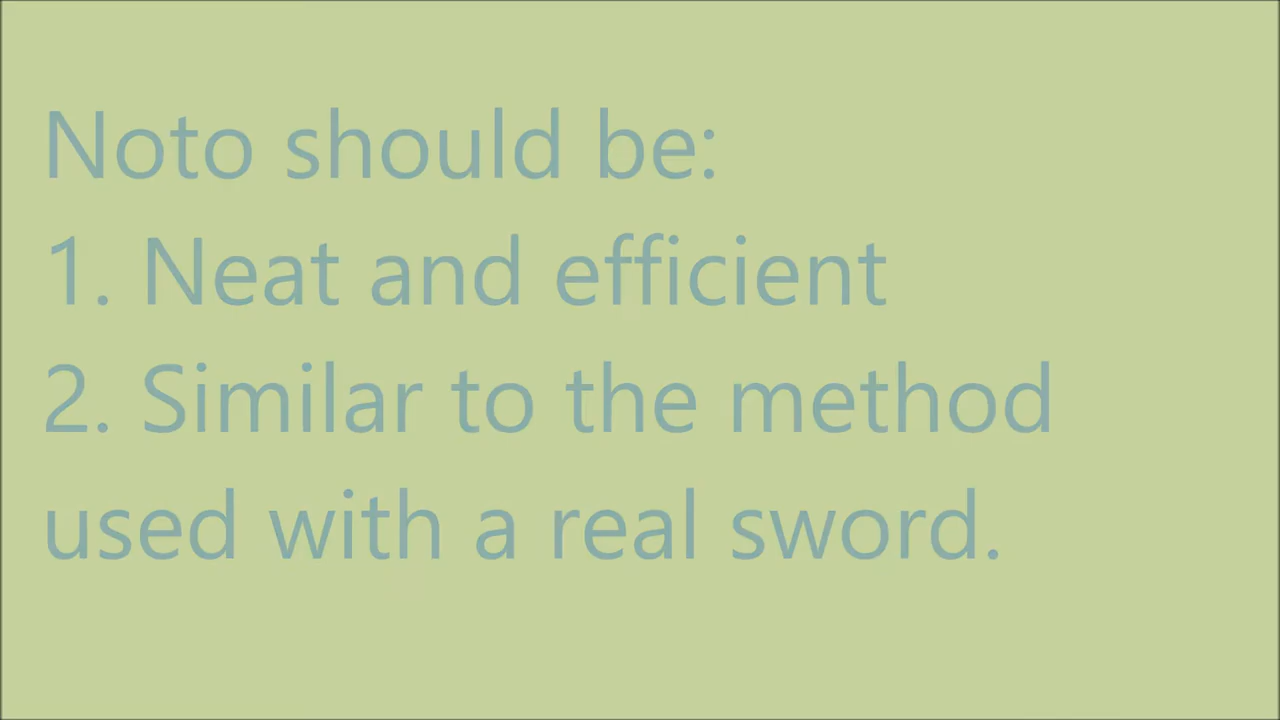 Noto should be:
1. Neat and efficient
2. Similar to the method
used with a real sword.